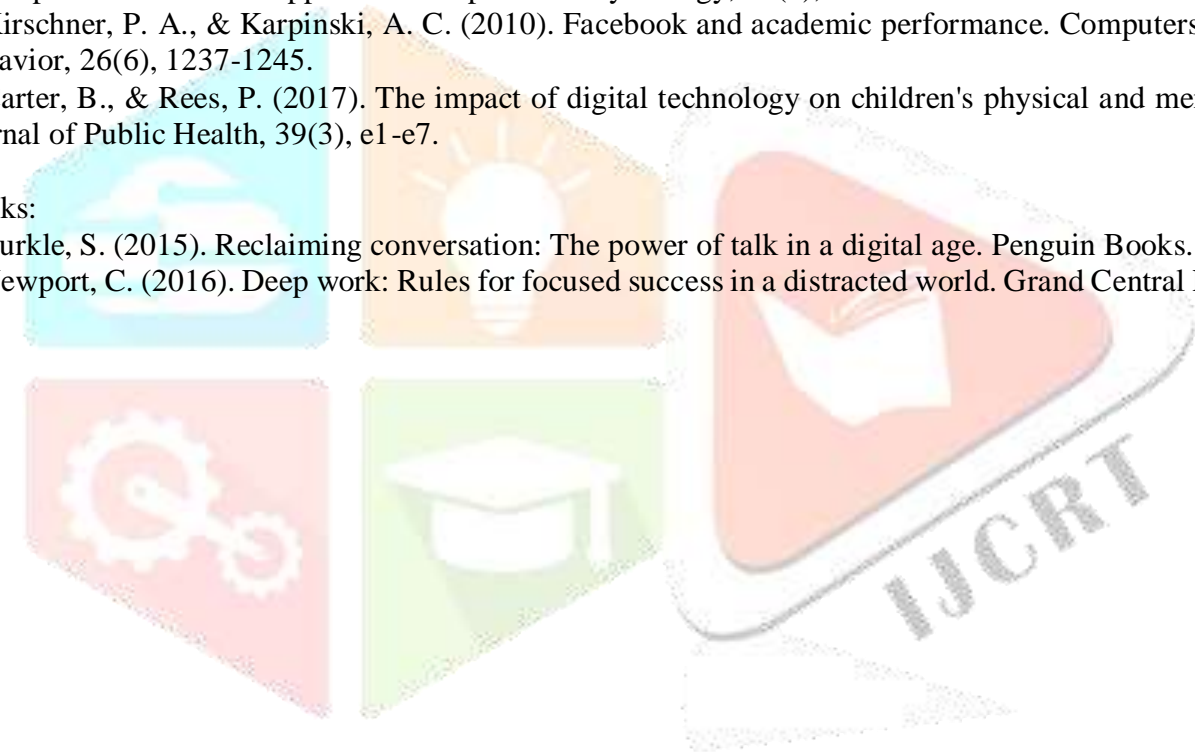 Kirschner, P. A., & Karpinski, A. C. (2010). Facebook and academic performance. Computers
avior, 26(6), 1237-1245.
arter, B., & Rees, P. (2017). The impact of digital technology on children's physical and me
rnal of Public Health, 39(3), e1-e7.
ks:
urkle, S. (2015). Reclaiming conversation: The power of talk in a digital age. Penguin Books.
ewport, C. (2016). Deep work: Rules for focused success in a distracted world. Grand Central
IJCRT